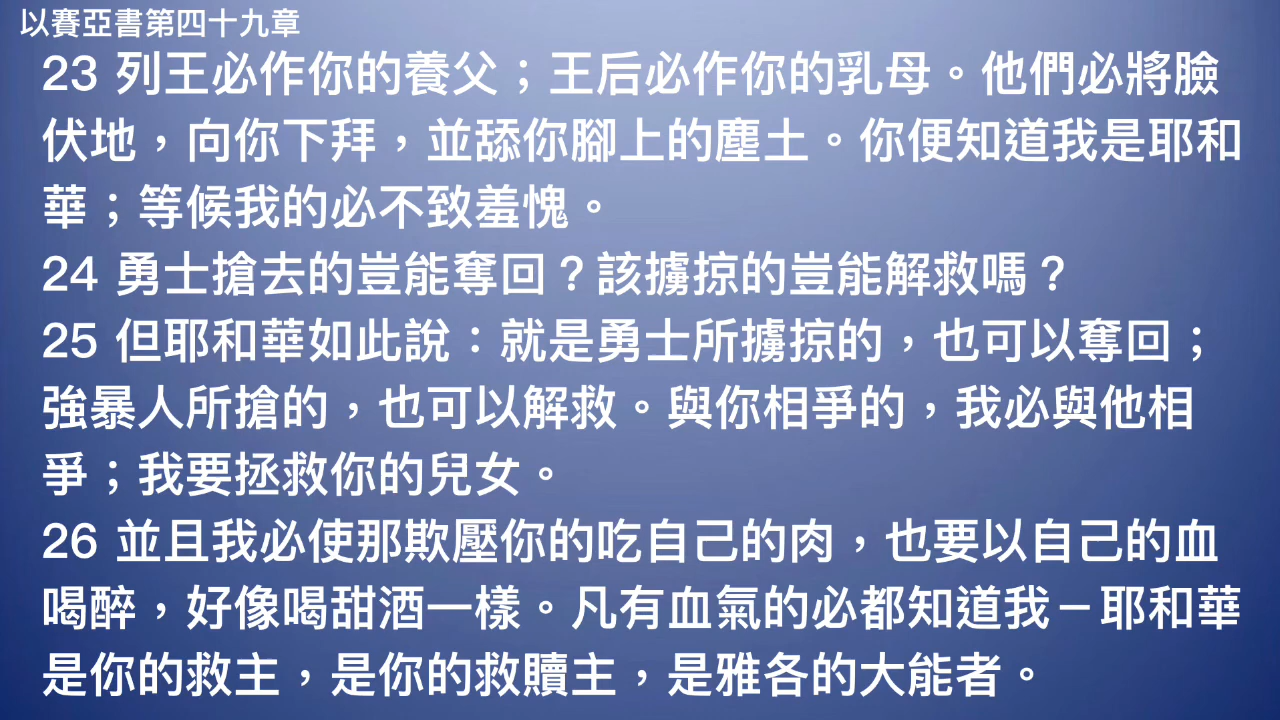 以賽亞書第四十九章
23 列王必作你的養父；王后必作你的乳母。他們必將臉
伏地，向你下拜，並舔你腳上的塵土。你便知道我是耶和
華；等候我的必不致羞愧。
24 勇士搶去的豈能奪回？該擄掠的豈能解救嗎？
25 但耶和華如此說：就是勇士所擄掠的，也可以奪回；
強暴人所搶的，也可以解救。與你相爭的，我必與他相
爭；我要拯救你的兒女。
26 並且我必使那欺壓你的吃自己的肉，也要以自己的血
喝醉，好像喝甜酒一樣。凡有血氣的必都知道我－耶和華
是你的救主，是你的救贖主，是雅各的大能者。